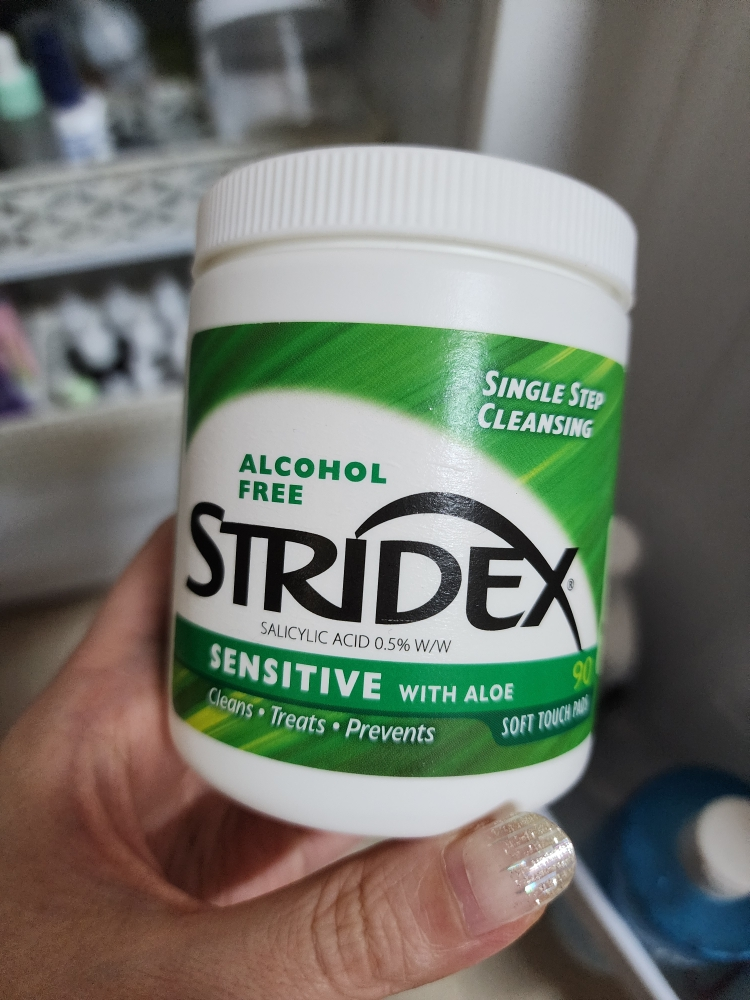 SINGLE STEP
CLEANSING
ALCOHOL
FREE
STRIDEX®
SALICYLIC ACID 0.5% W/W
SENSITIVE WITH ALOE
90
Cleans • Treats • Prevents
SOFT TOUCH PADS